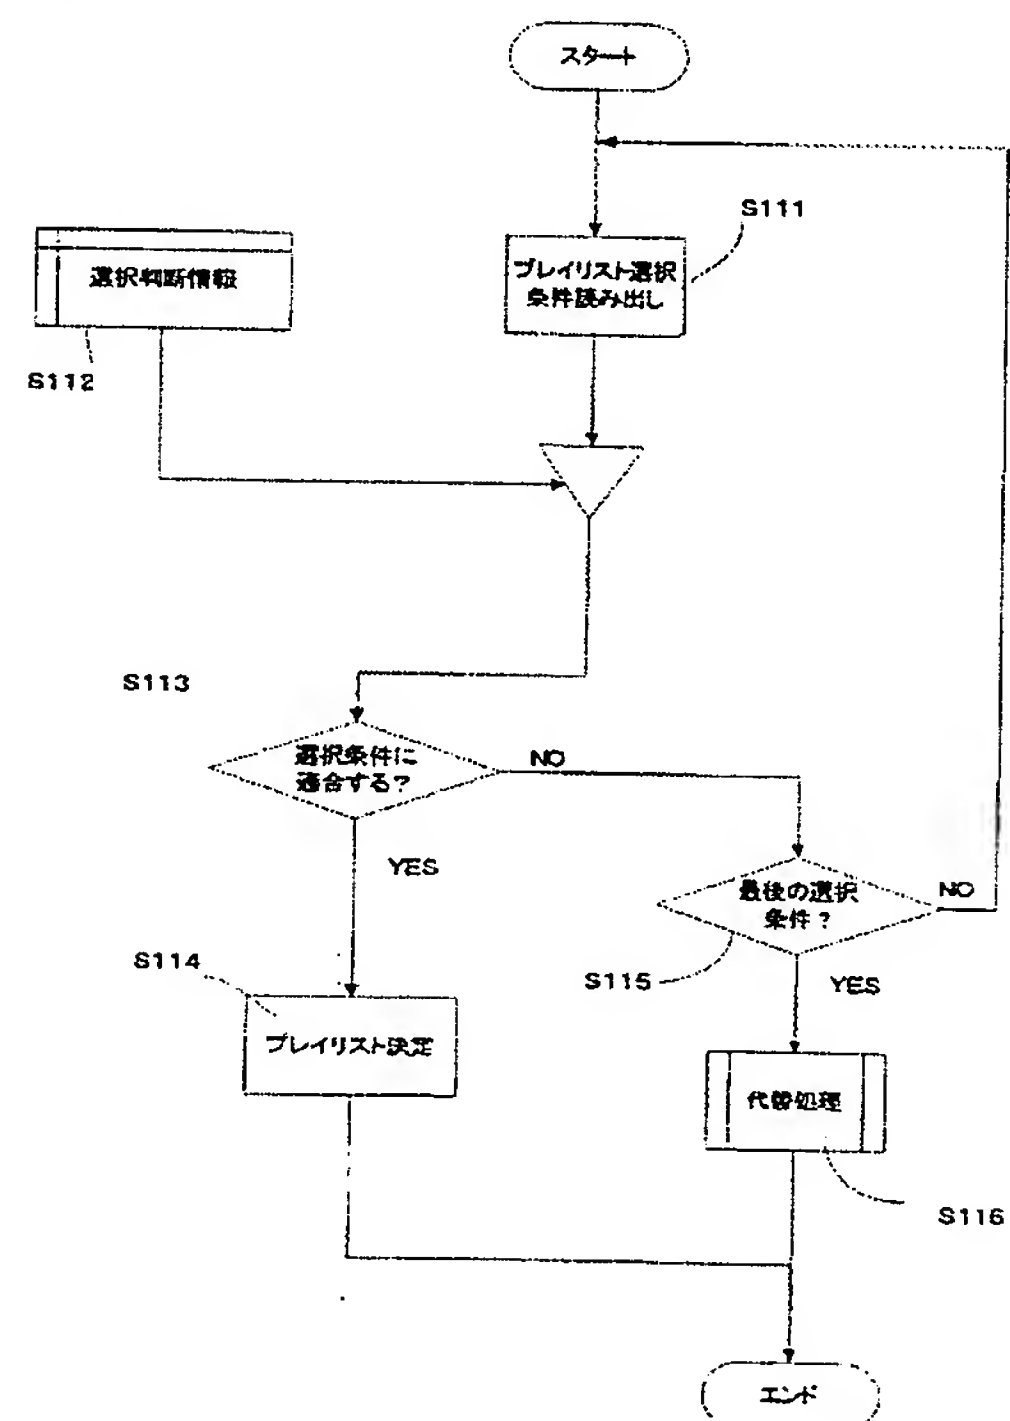 スタート
S111
プレイリスト選択
条件読み出し
選択判断情報
S112
S113
選択条件に
適合する?
NO
YES
最後の選択
条件?
NO
S115
YES
S114
プレイリスト決定
代替処理
S116
エンド